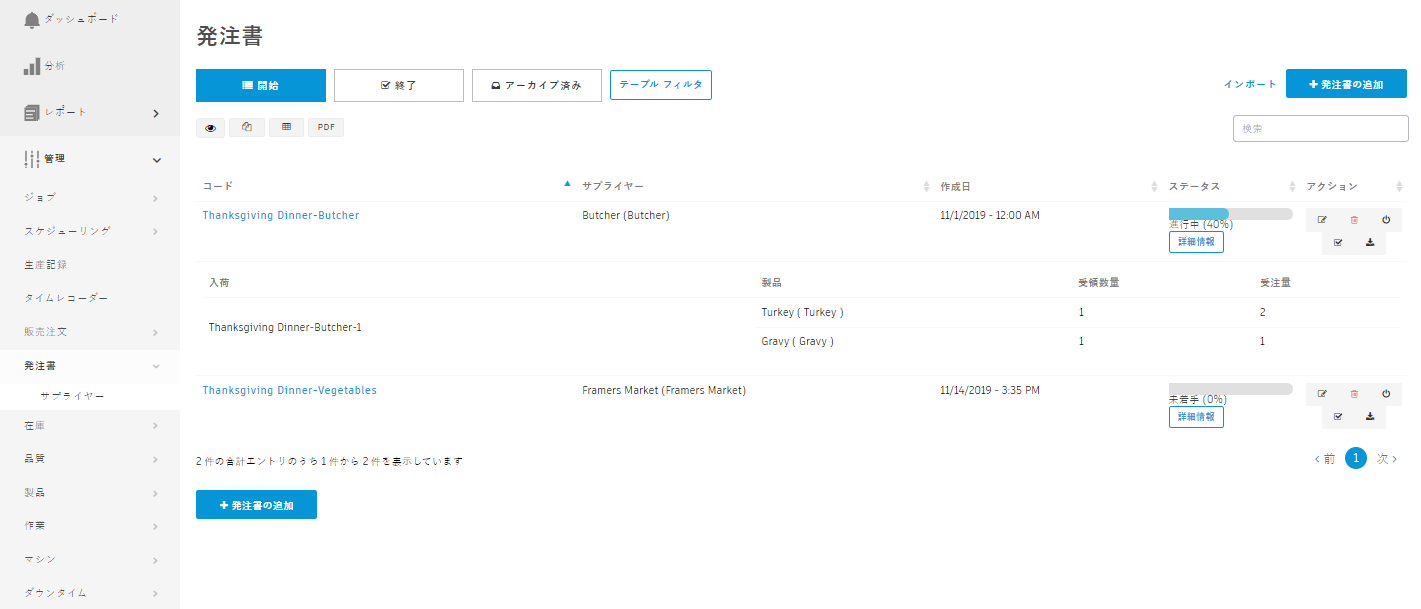 ダッシュボード
分析
レポート
管理
ジョブ
スケジューリング
生産記録
タイムレコーダー
販売注文
発注書
サプライヤー
在庫
品質
製品
作業
マシン
ダウンタイム
発注書
開始 終了 アーカイブ済み テーブル フィルタ インポート 発注書の追加
PDF 検索
コード サプライヤー 作成日 ステータス アクション
Thanksgiving Dinner-Butcher Butcher (Butcher) 11/1/2019 - 12:00 AM
進行中 (40%)
詳細情報
入荷 製品 受領数量 受注量
Turkey ( Turkey ) 1 2
Thanksgiving Dinner-Butcher-1
Gravy ( Gravy ) 1 1
Thanksgiving Dinner-Vegetables Framers Market (Framers Market) 11/14/2019 - 3:35 PM
未着手 (0%)
詳細情報
2 件の合計エントリのうち 1 件から 2 件を表示しています 前 1 次
発注書の追加